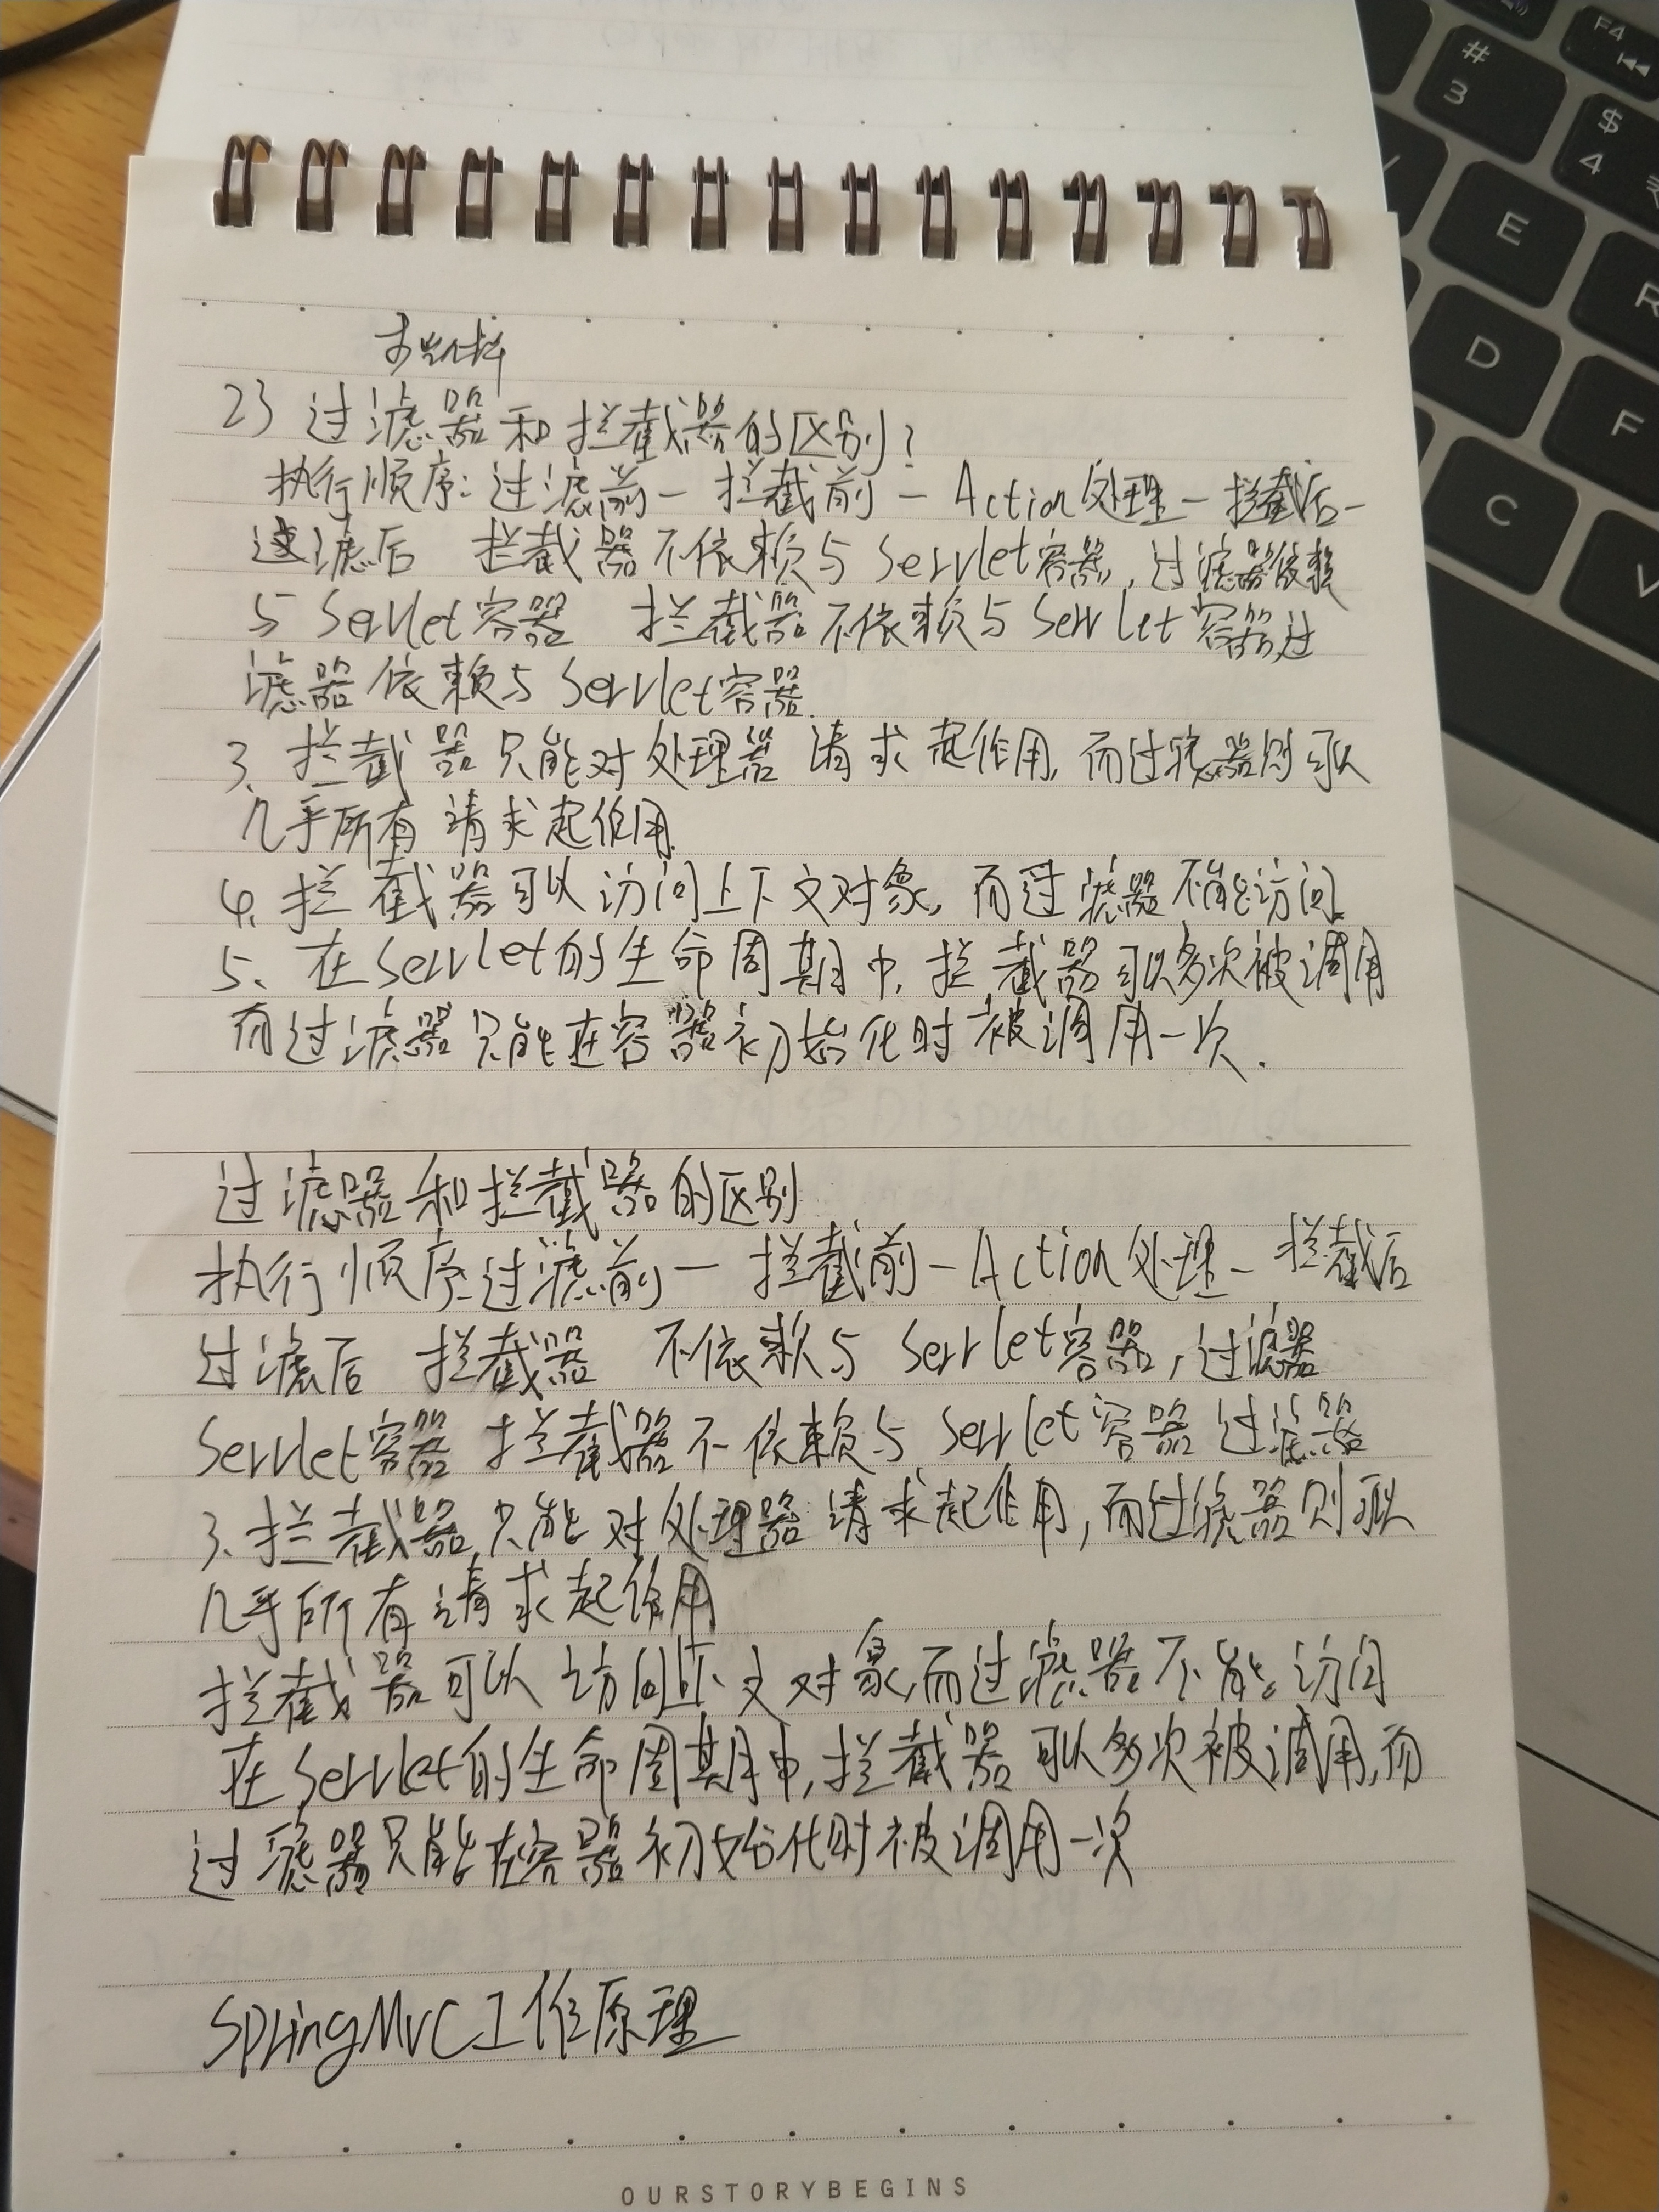 23 过滤器和拦截器的区别?
执行顺序:过滤前—拦截前—Action处理—拦截后—
过滤后 拦截器不依赖与Servlet容器,过滤器依赖
与Servlet容器 拦截器不依赖与Servlet容器,过
滤器依赖与Servlet容器.
3、拦截器只能对处理器请求起作用,而过滤器则可以
几乎所有请求起作用.
4、拦截器可以访问上下文对象,而过滤器不能访问.
5、在Servlet的生命周期中,拦截器可以多次被调用
而过滤器只能在容器初始化时被调用一次.
过滤器和拦截器的区别
执行顺序:过滤前—拦截前—Action处理—拦截后
过滤后 拦截器 不依赖与Servlet容器,过滤器
Servlet容器 拦截器不依赖与Servlet容器 过滤器
3、拦截器只能对处理器请求起作用,而过滤器则可以
几乎所有请求起作用
拦截器可以访问上下文对象,而过滤器不能访问
在Servlet的生命周期中,拦截器可以多次被调用,而
过滤器只能在容器初始化时被调用一次
SpringMVC工作原理
OURSTORYBEGINS
#
3
$
4
F4
E
R
D
F
C
V